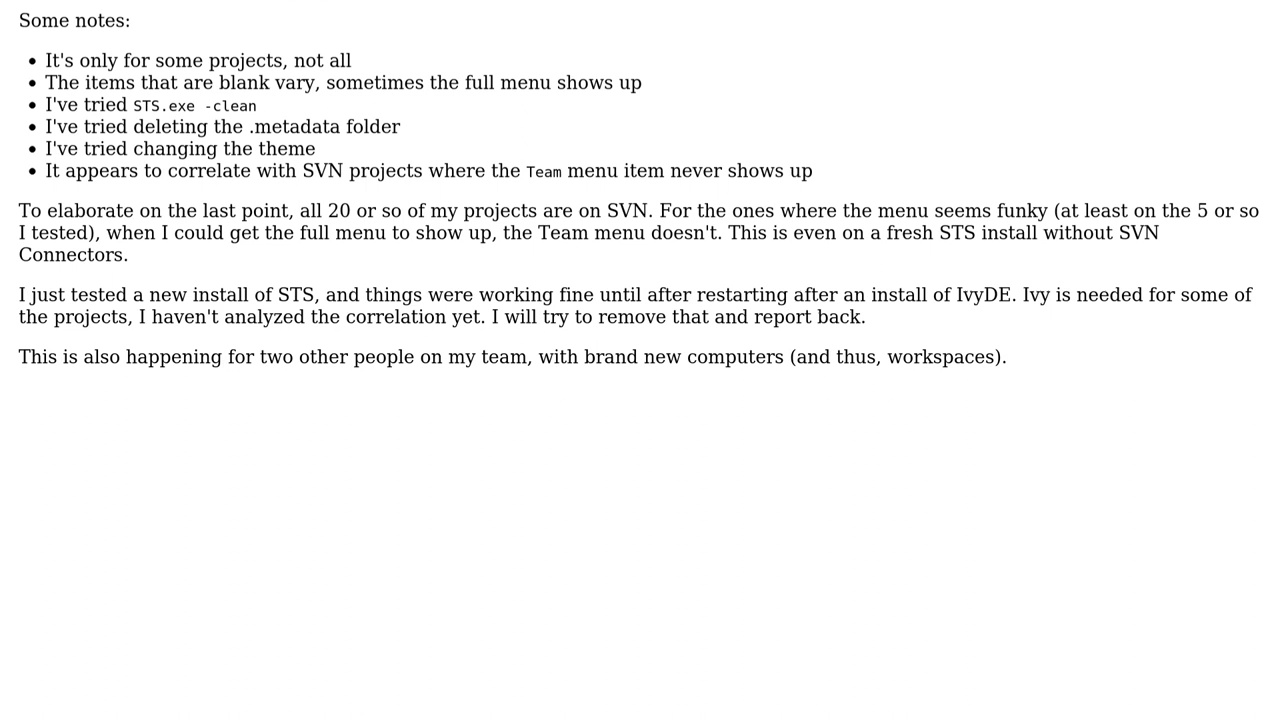 Some notes:
It's only for some projects, not all
The items that are blank vary, sometimes the full menu shows up
I've tried STS.exe -clean
I've tried deleting the .metadata folder
I've tried changing the theme
It appears to correlate with SVN projects where the Team menu item never shows up
To elaborate on the last point, all 20 or so of my projects are on SVN. For the ones where the menu seems funky (at least on the 5 or so
I tested), when I could get the full menu to show up, the Team menu doesn't. This is even on a fresh STS install without SVN
Connectors.
I just tested a new install of STS, and things were working fine until after restarting after an install of IvyDE. Ivy is needed for some of
the projects, I haven't analyzed the correlation yet. I will try to remove that and report back.
This is also happening for two other people on my team, with brand new computers (and thus, workspaces).